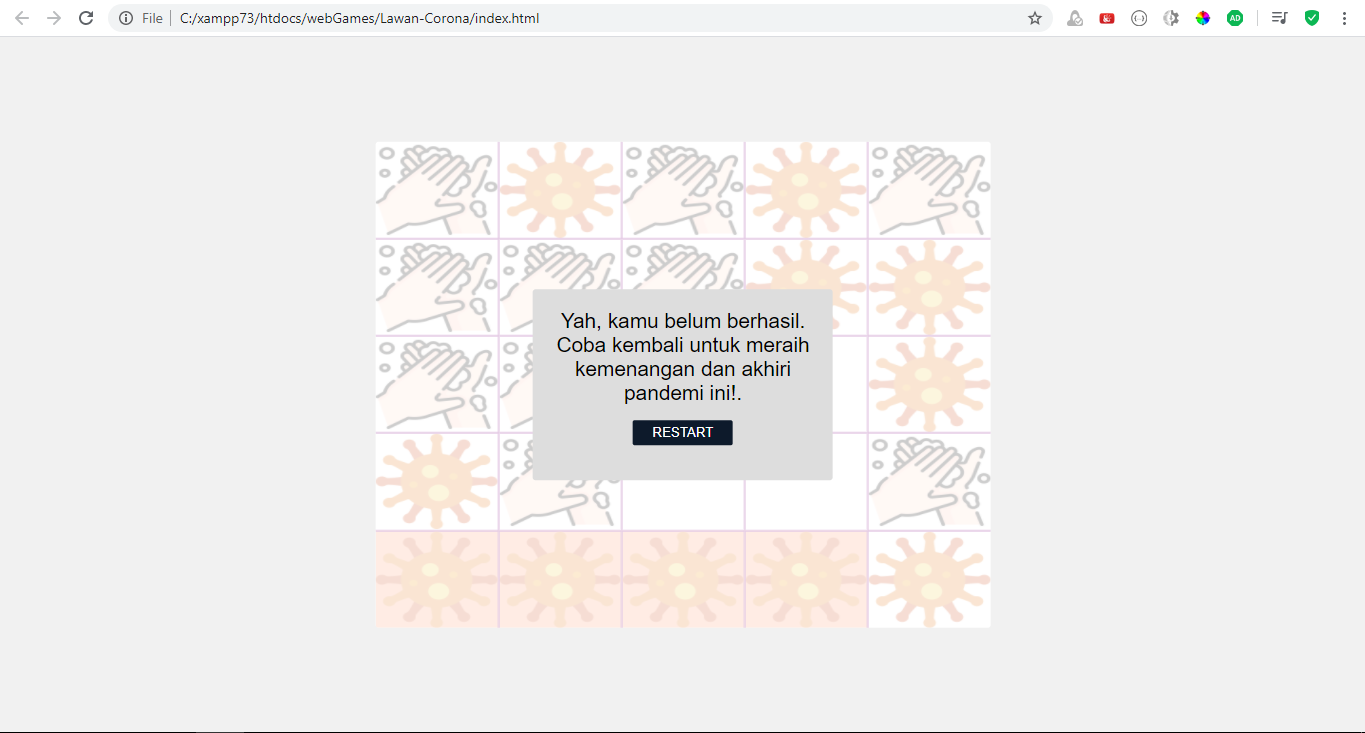 File
C:/xampp73/htdocs/webGames/Lawan-Corona/index.html
AD
Yah, kamu belum berhasil.
Coba kembali untuk meraih
kemenangan dan akhiri
pandemi ini!.
RESTART